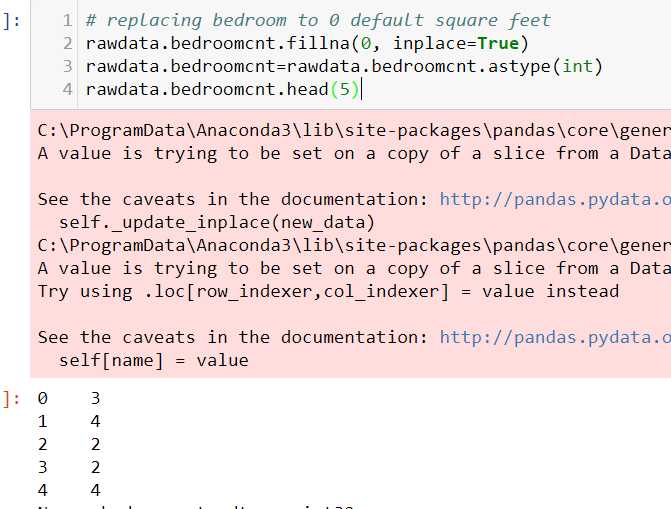 ]: 1 # replacing bedroom to 0 default square feet
2 rawdata.bedroomcnt.fillna(0, inplace=True)
3 rawdata.bedroomcnt=rawdata.bedroomcnt.astype(int)
4 rawdata.bedroomcnt.head(5)
C:\ProgramData\Anaconda3\lib\site-packages\pandas\core\gener
A value is trying to be set on a copy of a slice from a Data
See the caveats in the documentation: http://pandas.pydata.o
self._update_inplace(new_data)
C:\ProgramData\Anaconda3\lib\site-packages\pandas\core\gener
A value is trying to be set on a copy of a slice from a Data
Try using .loc[row_indexer,col_indexer] = value instead
See the caveats in the documentation: http://pandas.pydata.o
self[name] = value
]: 0 3
1 4
2 2
3 2
4 4